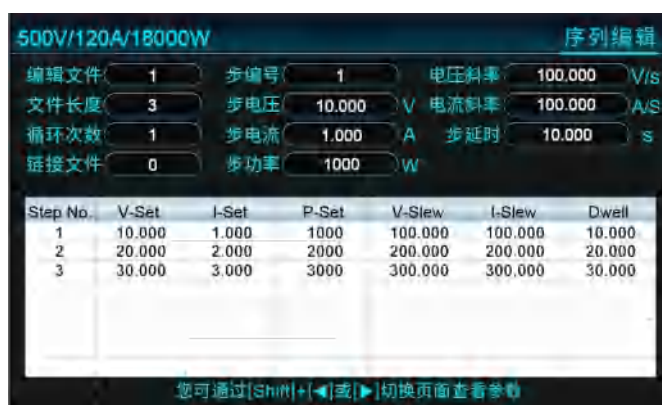 500V/120A/18000W 序列编辑
编辑文件 1 步编号 1 电压斜率 100.000 V/s
文件长度 3 步电压 10.000 V 电流斜率 100.000 A/S
循环次数 1 步电流 1.000 A 步延时 10.000 s
链接文件 0 步功率 1000 W
Step No. V-Set I-Set P-Set V-Slew I-Slew Dwell
1 10.000 1.000 1000 100.000 100.000 10.000
2 20.000 2.000 2000 200.000 200.000 20.000
3 30.000 3.000 3000 300.000 300.000 30.000
您可通过[Shift]+[◀]或[▶]切换页面查看参数